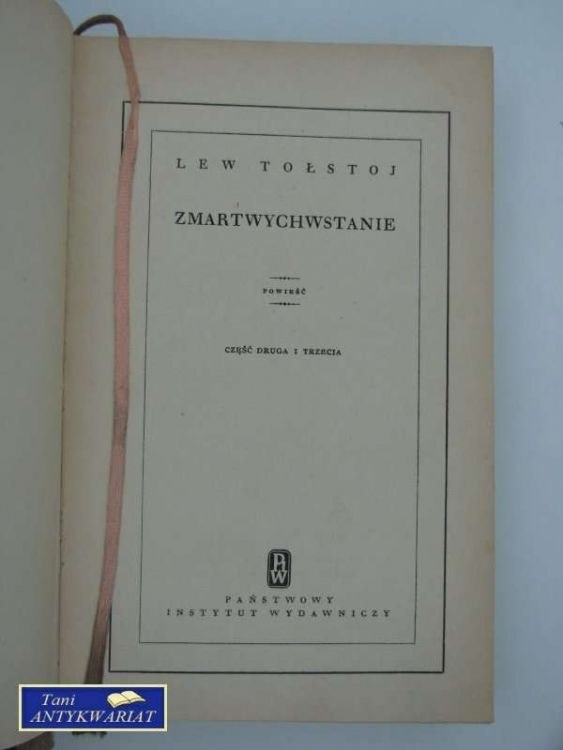 LEW TOŁSTOJ
ZMARTWYCHWSTANIE
POWIEŚĆ
CZĘŚĆ DRUGA I TRZECIA
PIW
PAŃSTWOWY
INSTYTUT WYDAWNICZY
Tani
ANTYKWARIAT